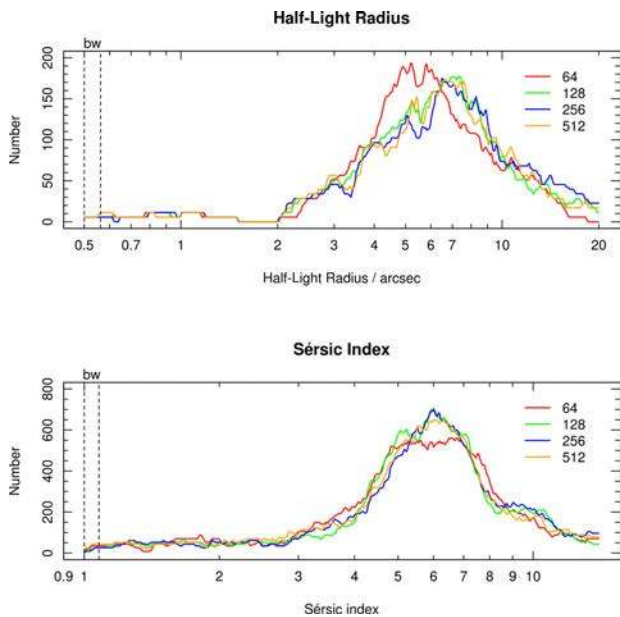 Half-Light Radius
bw
200
150
100
50
0
Number
64
128
256
512
0.5 0.7 1 2 3 4 5 6 7 10 20
Half-Light Radius / arcsec
Sérsic Index
bw
800
600
400
200
0
Number
64
128
256
512
0.9 1 2 3 4 5 6 7 8 9 10
Sérsic index